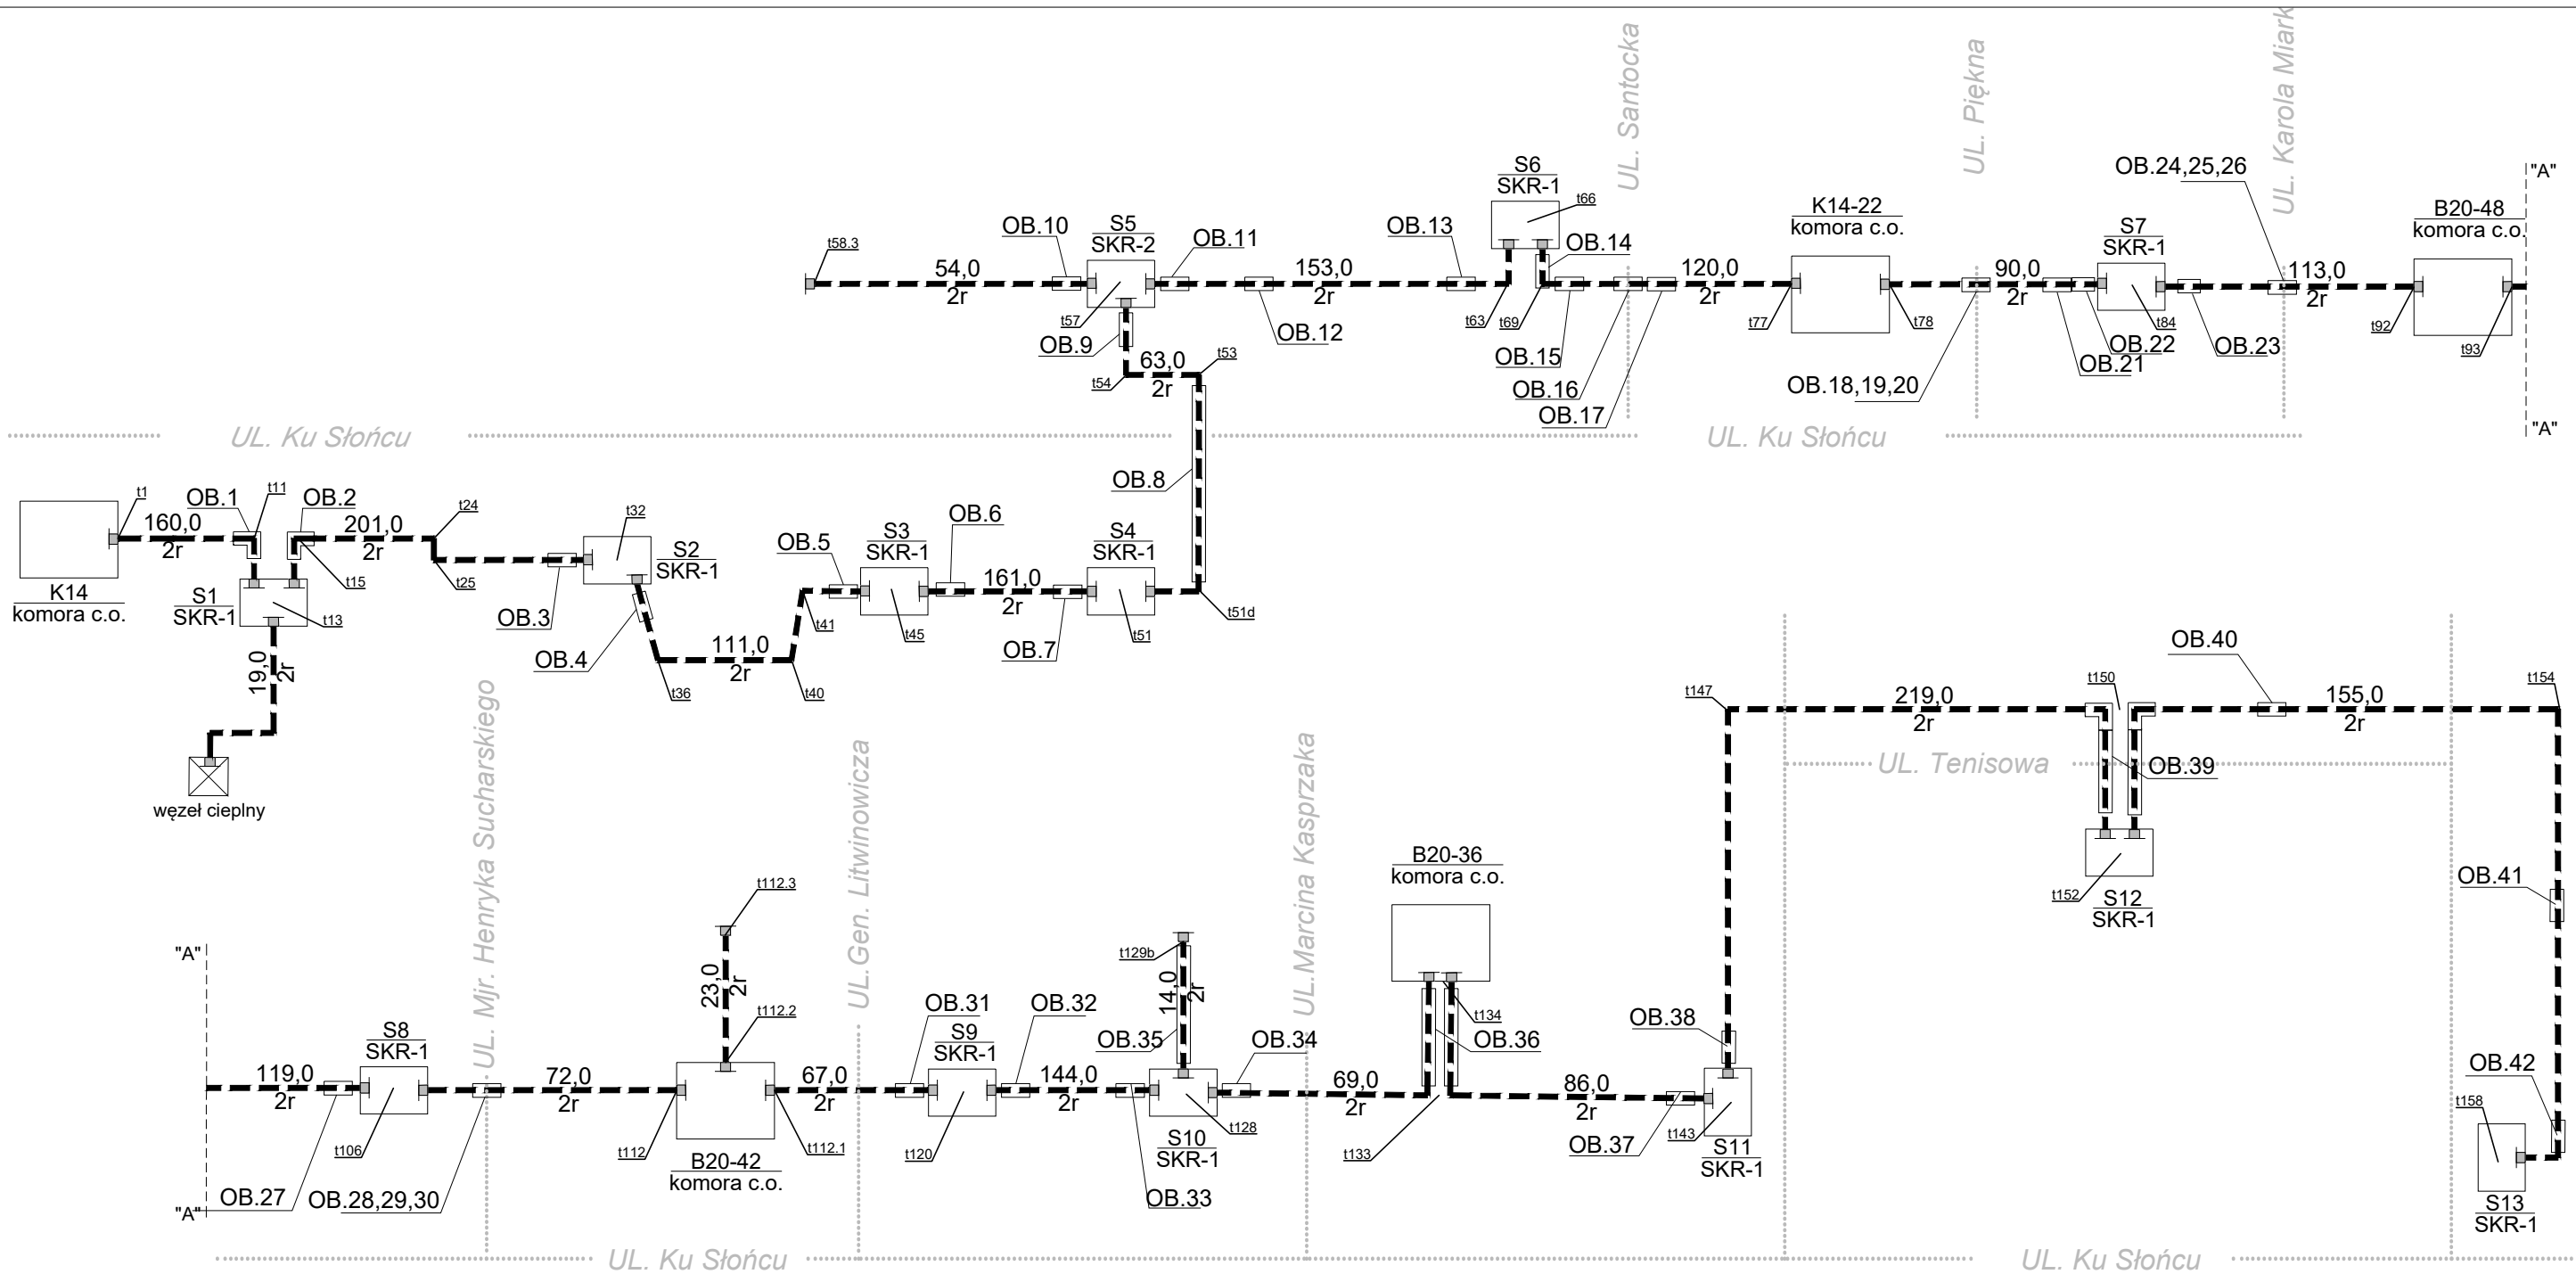 UL. Santocka
UL. Piękna
UL. Karola Miark
S6
SKR-1
t66
OB.24,25,26
"A"
K14-22
komora c.o.
B20-48
komora c.o.
t58.3
OB.10
S5
SKR-2
OB.11
OB.13
OB.14
S7
SKR-1
54,0
2r
153,0
2r
120,0
2r
90,0
2r
113,0
2r
t57
OB.12
t63
t69
t77
t78
t84
t92
t93
OB.9
63,0
2r
t53
t54
OB.15
OB.16
OB.17
OB.18,19,20
OB.21
OB.22
OB.23
"A"
UL. Ku Słońcu
UL. Ku Słońcu
OB.8
t1
OB.1
t11
OB.2
160,0
2r
201,0
2r
t24
t32
t15
t25
K14
komora c.o.
S1
SKR-1
t13
S2
SKR-1
OB.3
OB.4
OB.5
S3
SKR-1
OB.6
S4
SKR-1
161,0
2r
t41
t45
OB.7
t51
t51d
111,0
2r
t36
t40
19,0
2r
węzeł cieplny
OB.40
t147
219,0
2r
t150
155,0
2r
t154
UL. Tenisowa
OB.39
t152
S12
SKR-1
OB.41
UL. Mjr. Henryka Sucharskiego
UL.Gen. Litwinowicza
UL.Marcina Kasprzaka
B20-36
komora c.o.
t112.3
23,0
2r
t112.2
t129b
14,0
2r
"A"
S8
SKR-1
OB.31
S9
SKR-1
OB.32
OB.35
OB.34
t134
OB.36
OB.38
119,0
2r
72,0
2r
67,0
2r
144,0
2r
69,0
2r
86,0
2r
OB.42
t158
t106
t112
t112.1
t120
S10
SKR-1
t128
t133
OB.37
t143
S11
SKR-1
B20-42
komora c.o.
OB.27
OB.28,29,30
OB.33
"A"
S13
SKR-1
UL. Ku Słońcu
UL. Ku Słońcu